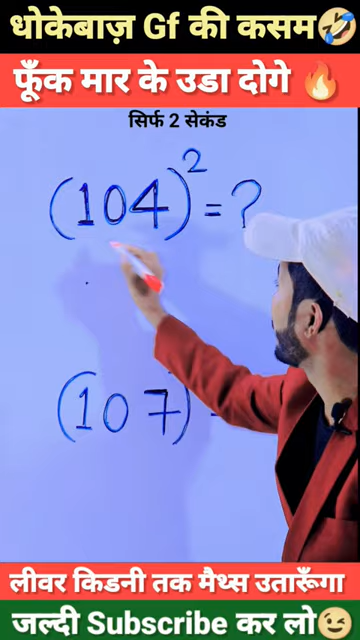 धोकेबाज़ Gf की कसम🤣
फूँक मार के उडा दोगे 🔥
सिर्फ 2 सेकंड
(104)² = ?
(107)
लीवर किडनी तक मैथ्स उतारूँगा
जल्दी Subscribe कर लो😉